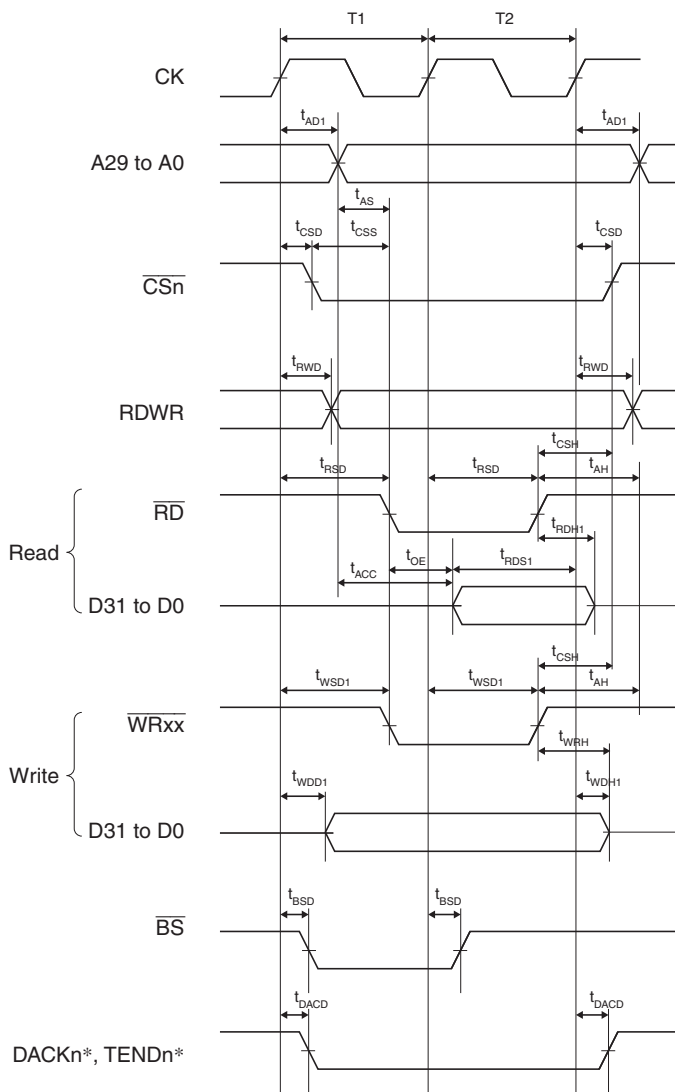 T1 T2
CK
tAD1 tAD1
A29 to A0
tAS
tCSD tCSS tCSD
CSn
tRWD tRWD
RDWR
tCSH
tRSD tRSD tAH
RD
tRDH1
Read
tOE tRDS1
tACC
D31 to D0
tCSH
tWSD1 tWSD1 tAH
WRxx
tWRH
Write
tWDD1 tWDH1
D31 to D0
tBSD tBSD
BS
tDACD tDACD
DACKn*, TENDn*